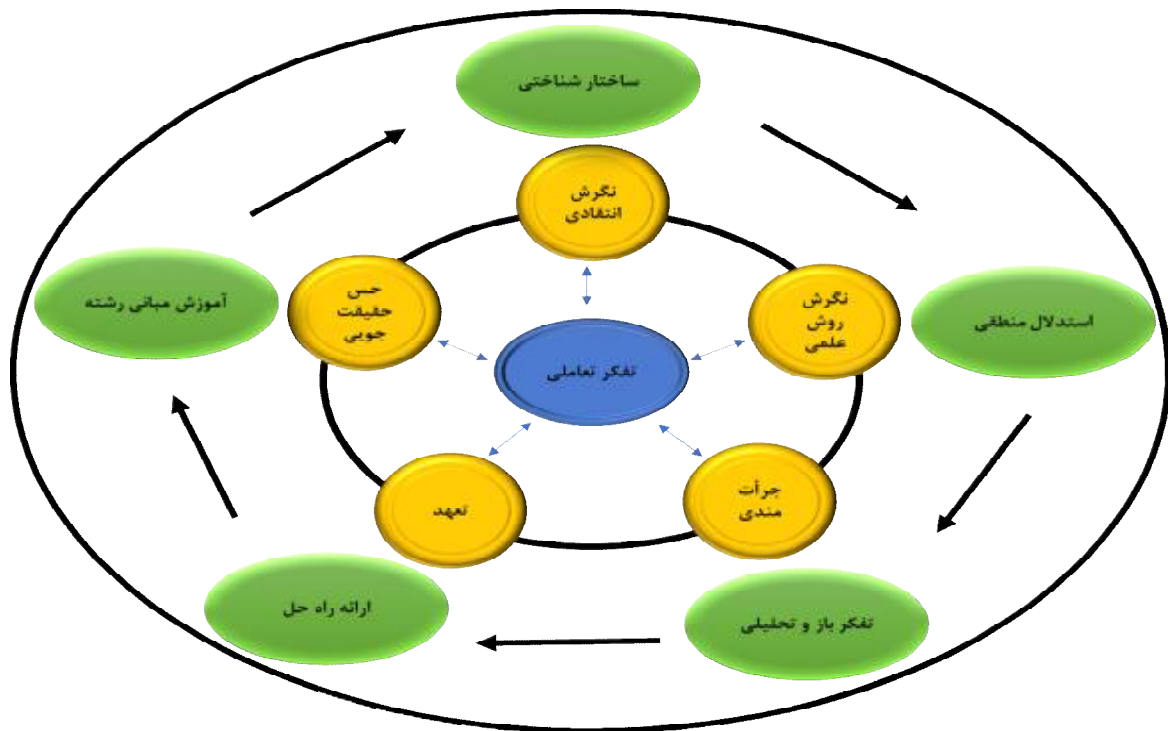 ساختار شناختی
نگرش
انتقادی
آموزش مبانی رشته
حس
حقیقت
جویی
نگرش
روش
علمی
استدلال منطقی
تفکر تعاملی
تعهد
جرأت
مندی
ارائه راه حل
تفکر باز و تحلیلی